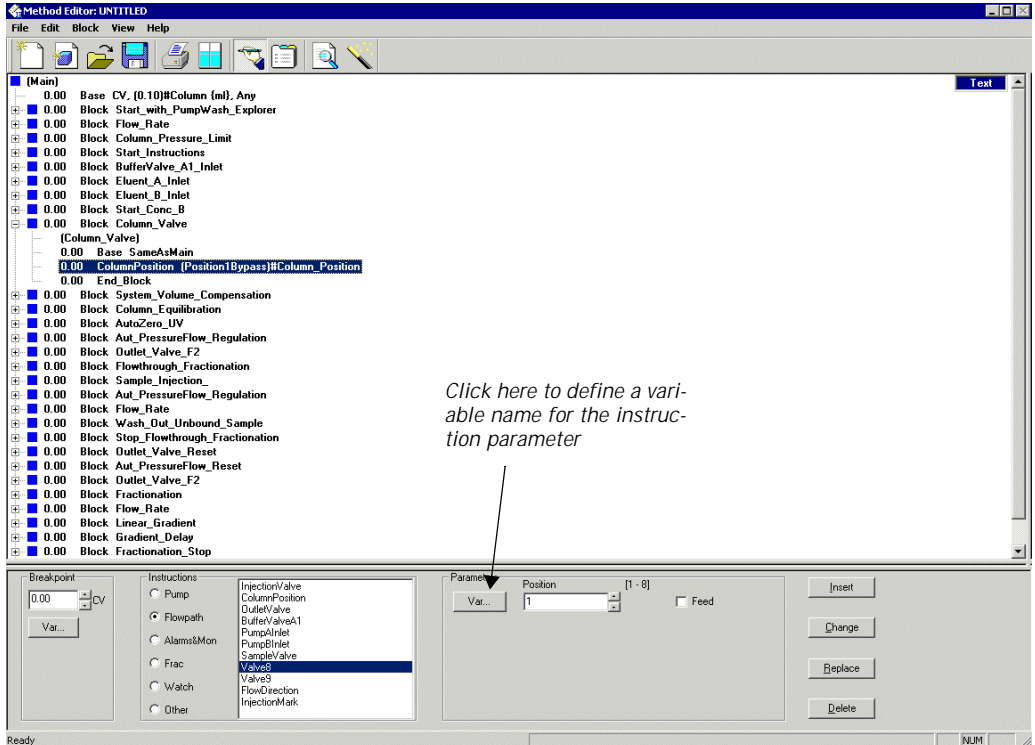 Method Editor: UNTITLED
File Edit Block View Help
(Main)
Text
0.00 Base CV, (0.10)#Column {ml}, Any
0.00 Block Start_with_PumpWash_Explorer
0.00 Block Flow_Rate
0.00 Block Column_Pressure_Limit
0.00 Block Start_Instructions
0.00 Block BufferValve_A1_Inlet
0.00 Block Eluent_A_Inlet
0.00 Block Eluent_B_Inlet
0.00 Block Start_Conc_B
0.00 Block Column_Valve
(Column_Valve)
0.00 Base SameAsMain
0.00 ColumnPosition (Position1Bypass)#Column_Position
0.00 End_Block
0.00 Block System_Volume_Compensation
0.00 Block Column_Equilibration
0.00 Block AutoZero_UV
0.00 Block Aut_PressureFlow_Regulation
0.00 Block Outlet_Valve_F2
0.00 Block Flowthrough_Fractionation
0.00 Block Sample_Injection_
0.00 Block Aut_PressureFlow_Regulation
0.00 Block Flow_Rate
0.00 Block Wash_Out_Unbound_Sample
0.00 Block Stop_Flowthrough_Fractionation
0.00 Block Outlet_Valve_Reset
0.00 Block Aut_PressureFlow_Reset
0.00 Block Outlet_Valve_F2
0.00 Block Fractionation
0.00 Block Flow_Rate
0.00 Block Linear_Gradient
0.00 Block Gradient_Delay
0.00 Block Fractionation_Stop
Click here to define a vari-
able name for the instruc-
tion parameter
Breakpoint
0.00 CV
Var...
Instructions
Pump
Flowpath
Alarms&Mon
Frac
Watch
Other
InjectionValve
ColumnPosition
OutletValve
BufferValveA1
PumpAInlet
PumpBInlet
SampleValve
Valve8
Valve9
FlowDirection
InjectionMark
Parameters
Var...
Position [1 - 8]
1
Feed
Insert
Change
Replace
Delete
Ready
NUM